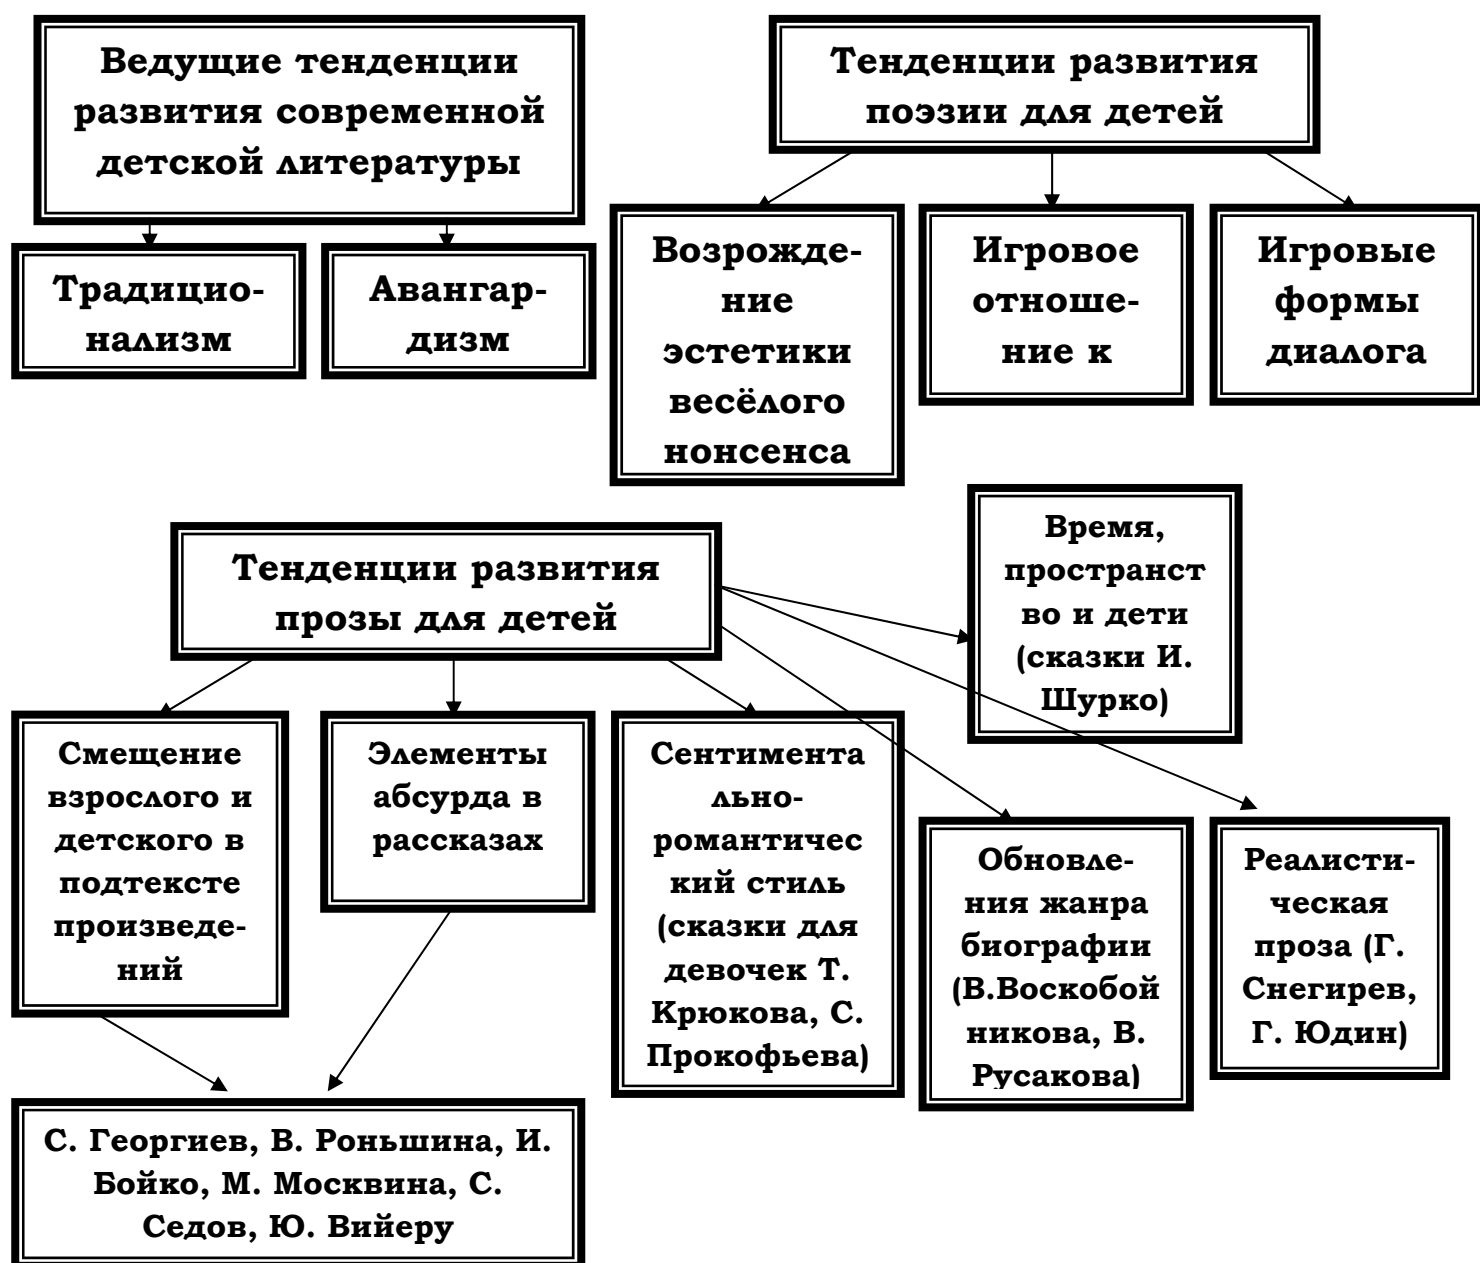 Ведущие тенденции
развития современной
детской литературы
Традицио-
нализм
Авангар-
дизм
Тенденции развития
поэзии для детей
Возрожде-
ние
эстетики
весёлого
нонсенса
Игровое
отноше-
ние к
Игровые
формы
диалога
Тенденции развития
прозы для детей
Время,
пространст
во и дети
(сказки И.
Шурко)
Смещение
взрослого и
детского в
подтексте
произведе-
ний
Элементы
абсурда в
рассказах
Сентимента
льно-
романтичес
кий стиль
(сказки для
девочек Т.
Крюкова, С.
Прокофьева)
Обновле-
ния жанра
биографии
(В.Воскобой
никова, В.
Русакова)
Реалисти-
ческая
проза (Г.
Снегирев,
Г. Юдин)
С. Георгиев, В. Роньшина, И.
Бойко, М. Москвина, С.
Седов, Ю. Вийеру